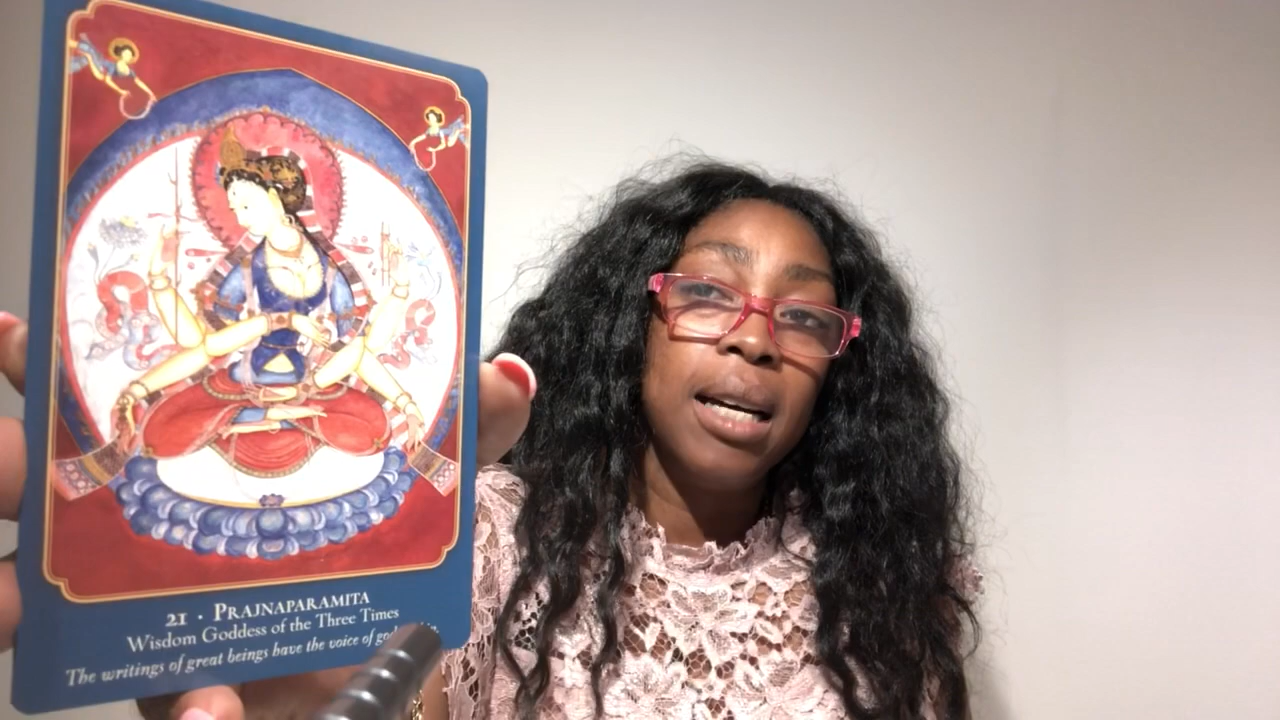 21 · Prajnaparamita
Wisdom Goddess of the Three Times
The writings of great beings have the voice of